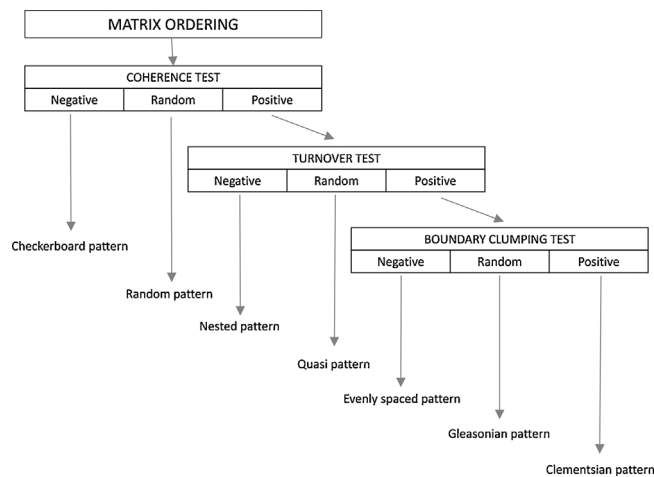 MATRIX ORDERING
COHERENCE TEST
Negative Random Positive
TURNOVER TEST
Negative Random Positive
BOUNDARY CLUMPING TEST
Negative Random Positive
Checkerboard pattern
Random pattern
Nested pattern
Quasi pattern
Evenly spaced pattern
Gleasonian pattern
Clementsian pattern